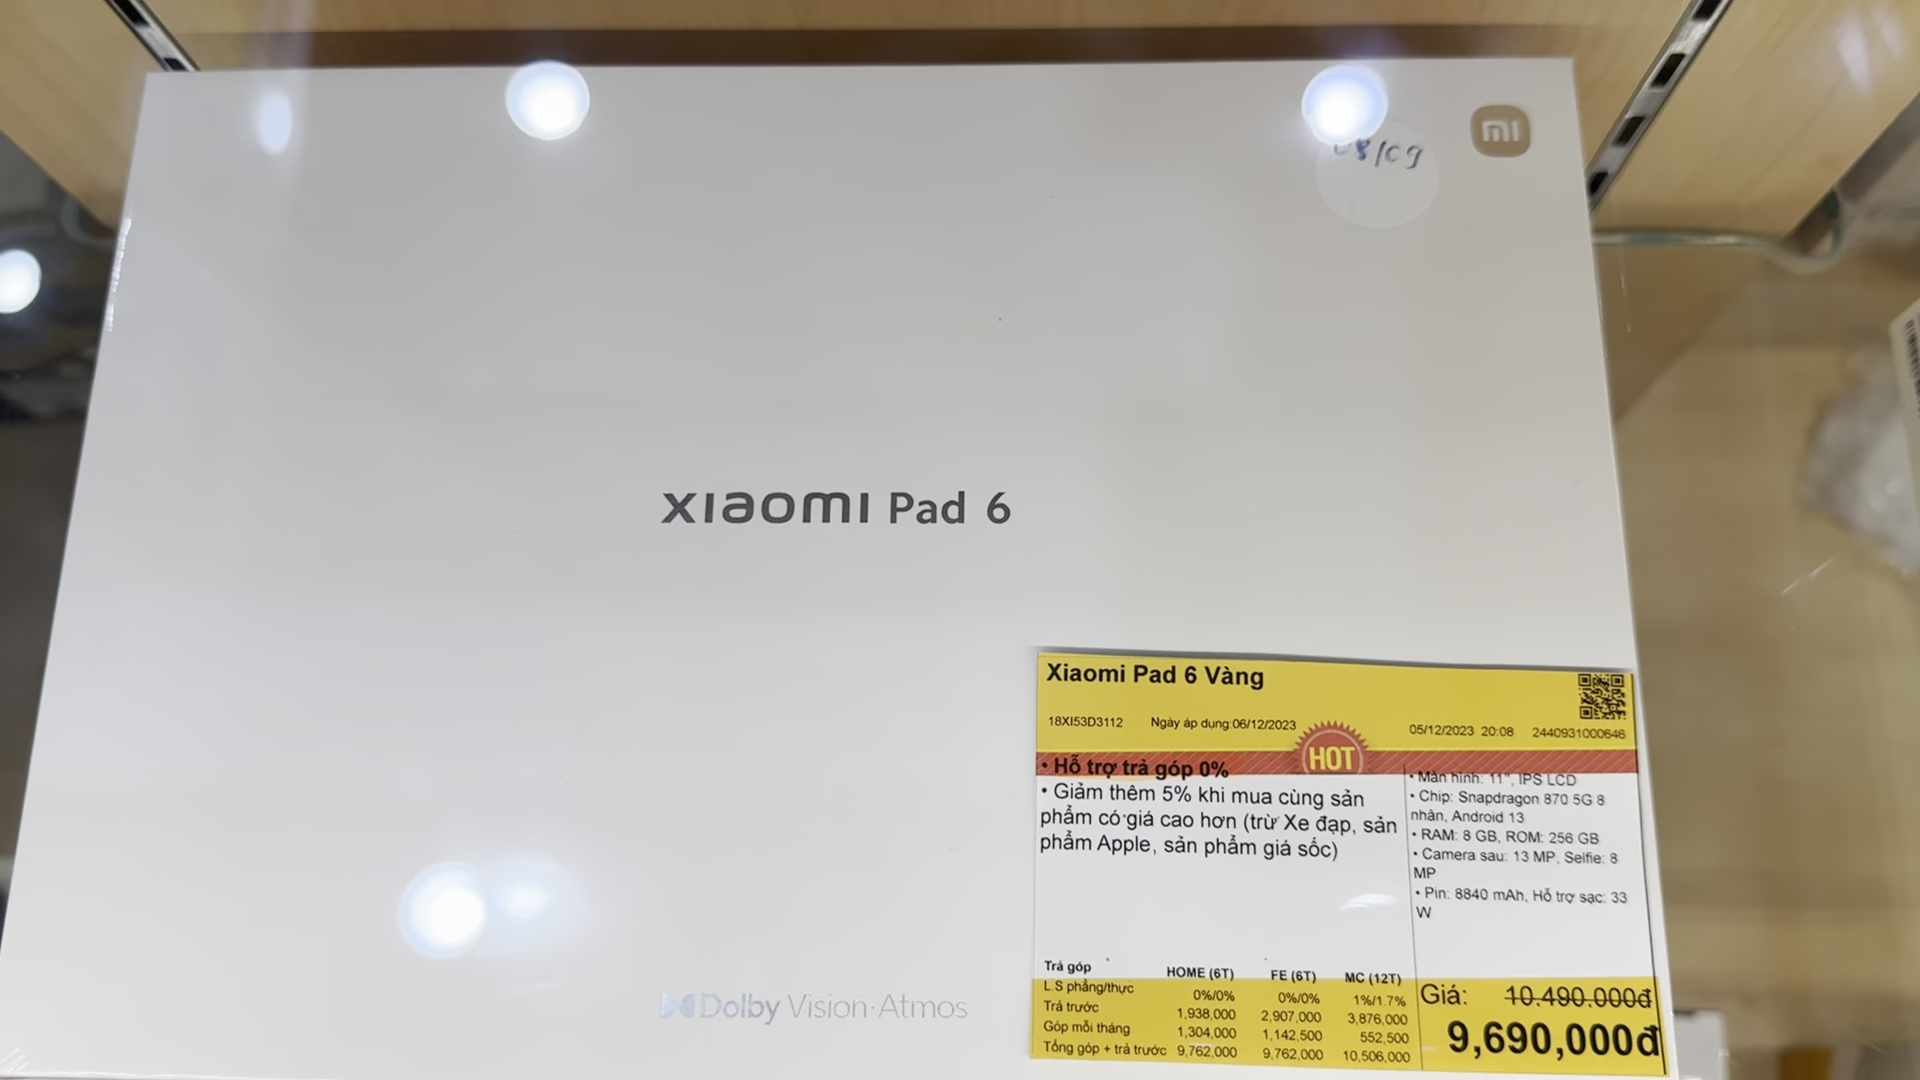 mi
08/09
xiaomi Pad 6
Dolby Vision·Atmos
Xiaomi Pad 6 Vàng
18XI53D3112 Ngày áp dụng:06/12/2023
05/12/2023 20:08 2440931000646
HOT
• Hỗ trợ trả góp 0%
• Giảm thêm 5% khi mua cùng sản
phẩm có giá cao hơn (trừ Xe đạp, sản
phẩm Apple, sản phẩm giá sốc)
• Màn hình: 11", IPS LCD
• Chip: Snapdragon 870 5G 8
nhân, Android 13
• RAM: 8 GB, ROM: 256 GB
• Camera sau: 13 MP, Selfie: 8
MP
• Pin: 8840 mAh, Hỗ trợ sạc: 33
W
Trả góp HOME (6T) FE (6T) MC (12T)
L.S phẳng/thực 0%/0% 0%/0% 1%/1.7%
Trả trước 1,938,000 2,907,000 3,876,000
Góp mỗi tháng 1,304,000 1,142,500 552,500
Tổng góp + trả trước 9,762,000 9,762,000 10,506,000
Giá: 10.490.000đ
9,690,000đ